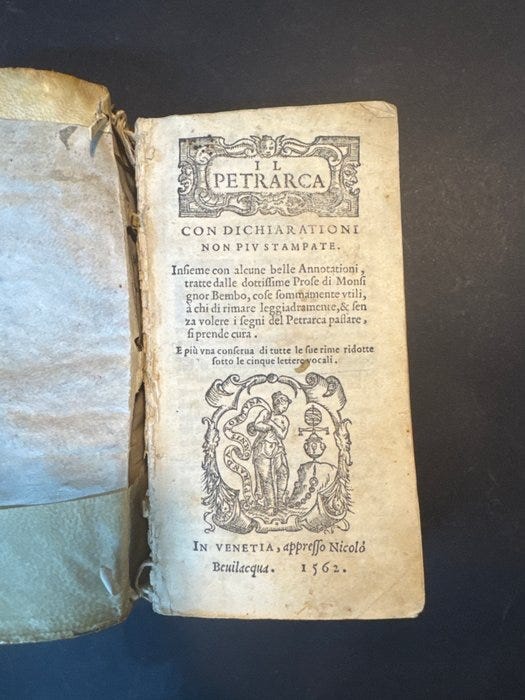 IL
PETRARCA
CON DICHIARATIONI
NON PIV STAMPATE.
Insieme con alcune belle Annotationi,
tratte dalle dottissime Prose di Monsi
gnor Bembo, cose sommamente vtili,
à chi di rimare leggiadramente, & sen
za volere i segni del Petrarca passare,
si prende cura.
E più vna conserua di tutte le sue rime ridotte
sotto le cinque lettere vocali.
IN VENETIA, appresso Nicolò
Beuilacqua. 1562.